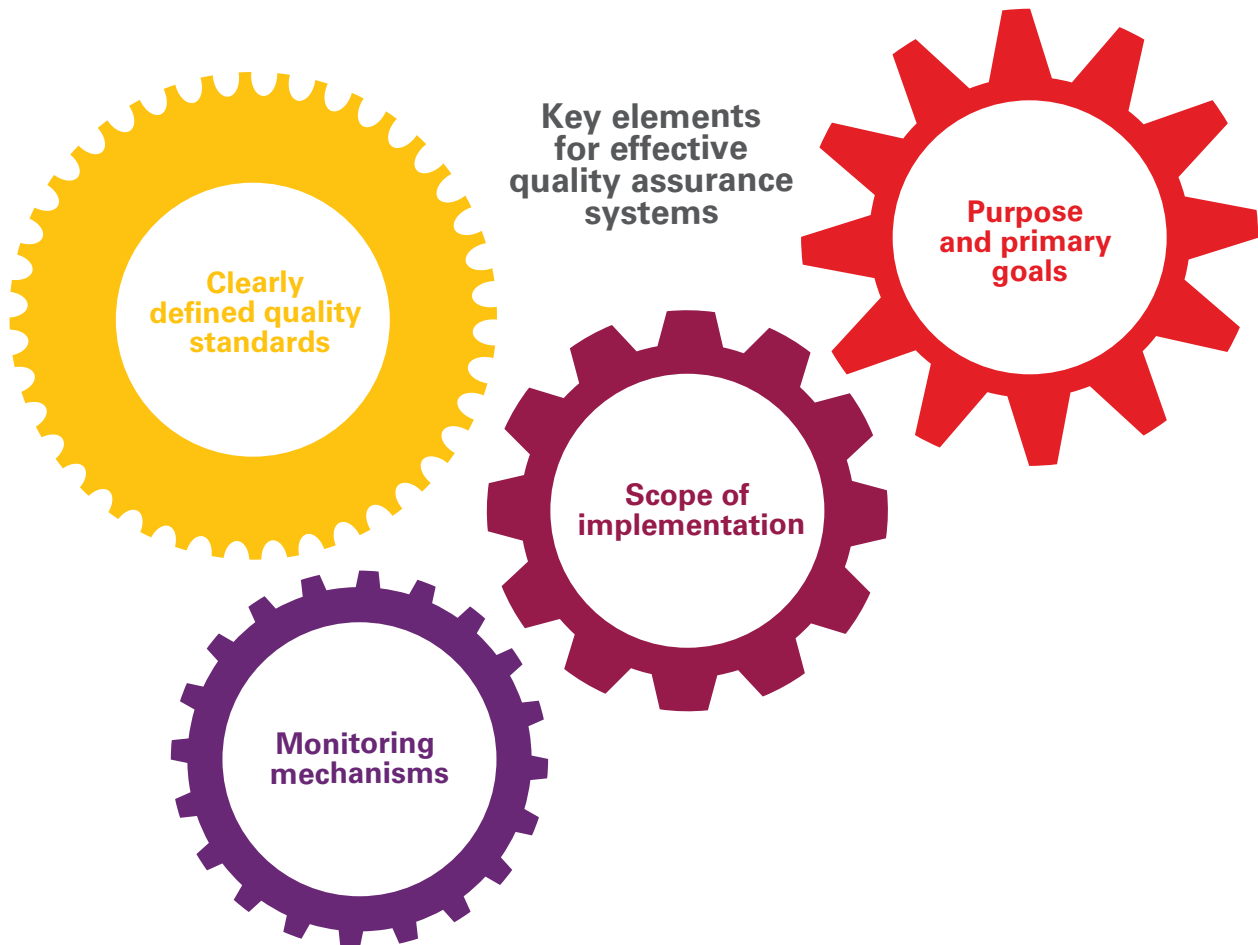 Key elements
for effective
quality assurance
systems
Purpose
and primary
goals
Clearly
defined quality
standards
Scope of
implementation
Monitoring
mechanisms